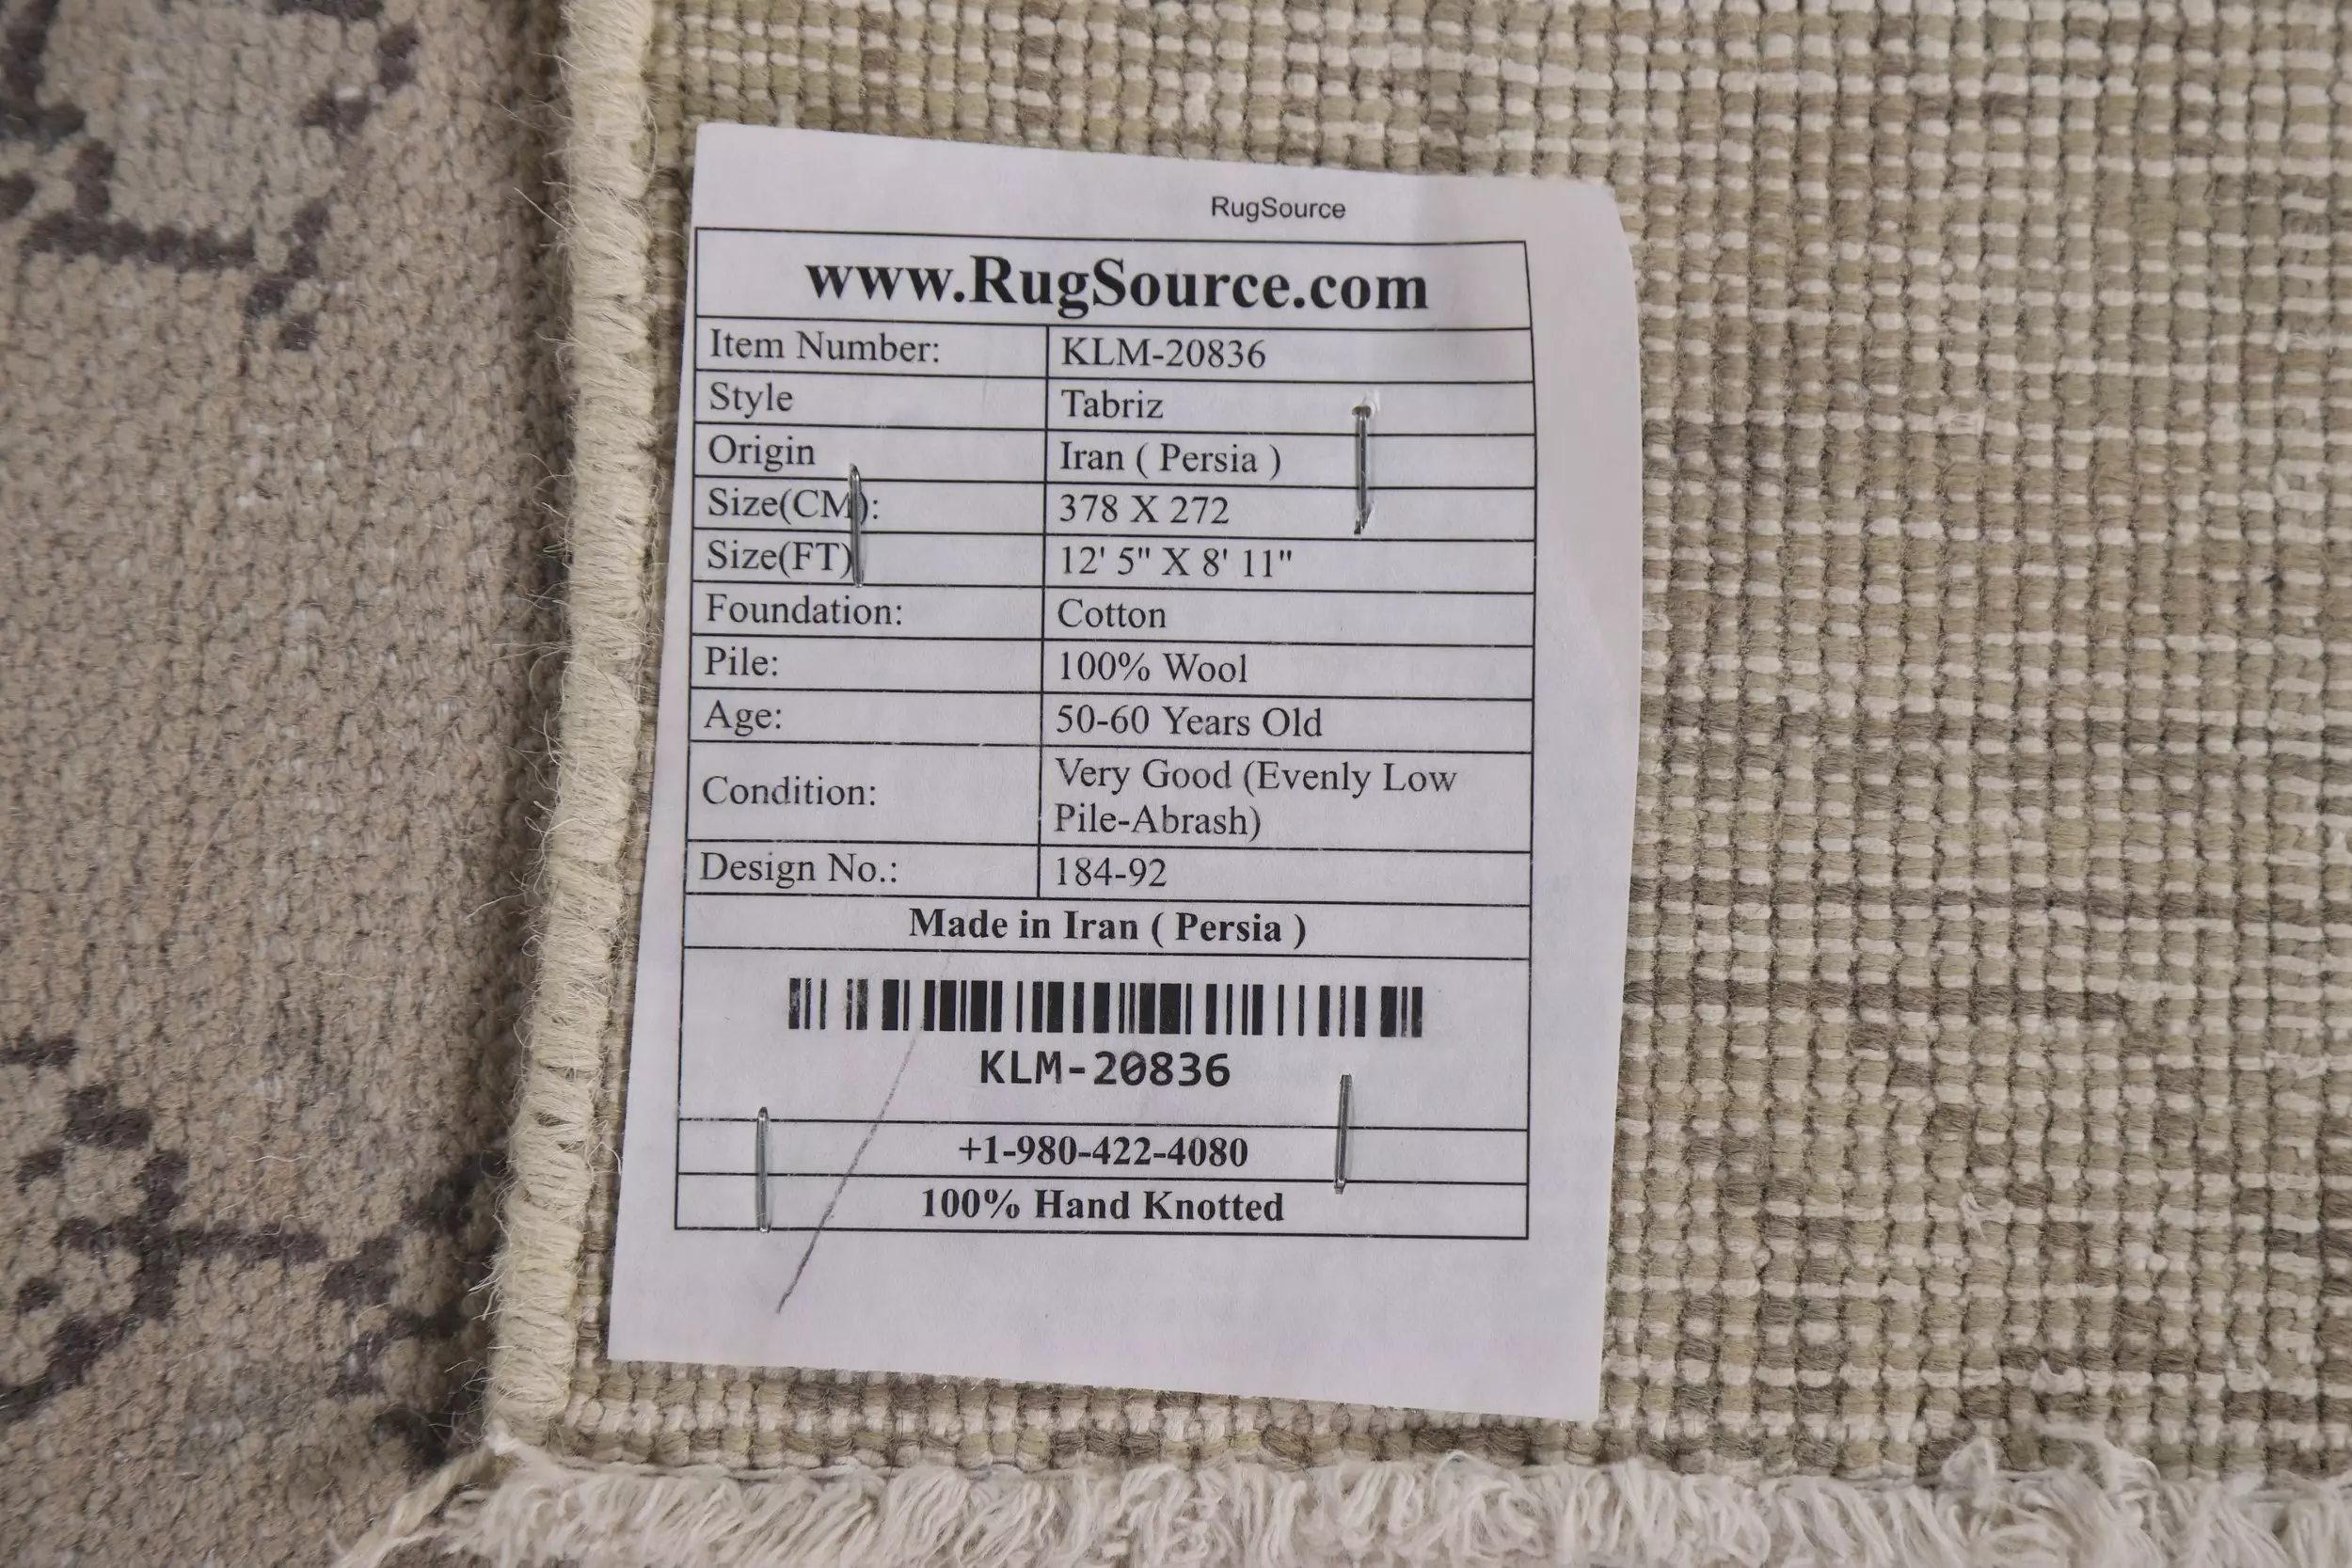 RugSource
www.RugSource.com
Item Number: KLM-20836
Style Tabriz
Origin Iran ( Persia )
Size(CM): 378 X 272
Size(FT) 12' 5" X 8' 11"
Foundation: Cotton
Pile: 100% Wool
Age: 50-60 Years Old
Condition: Very Good (Evenly Low
Pile-Abrash)
Design No.: 184-92
Made in Iran ( Persia )
KLM-20836
+1-980-422-4080
100% Hand Knotted